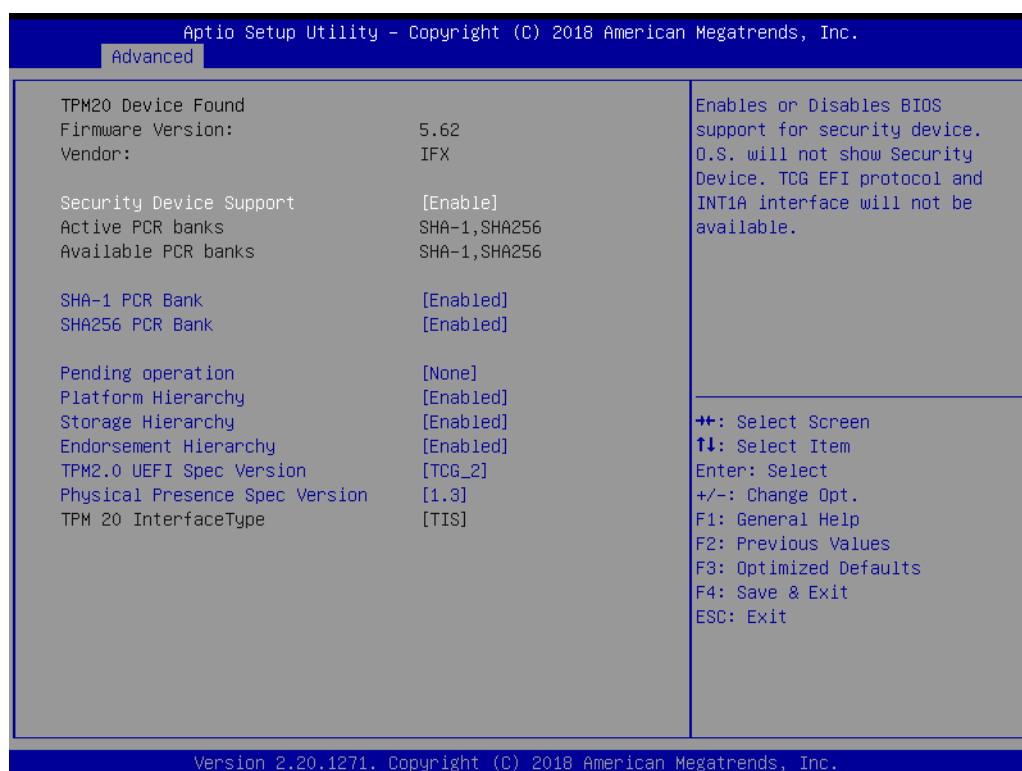 Aptio Setup Utility – Copyright (C) 2018 American Megatrends, Inc.
Advanced
TPM20 Device Found
Firmware Version: 5.62
Vendor: IFX
Security Device Support [Enable]
Active PCR banks SHA-1,SHA256
Available PCR banks SHA-1,SHA256
SHA-1 PCR Bank [Enabled]
SHA256 PCR Bank [Enabled]
Pending operation [None]
Platform Hierarchy [Enabled]
Storage Hierarchy [Enabled]
Endorsement Hierarchy [Enabled]
TPM2.0 UEFI Spec Version [TCG_2]
Physical Presence Spec Version [1.3]
TPM 20 InterfaceType [TIS]
Enables or Disables BIOS
support for security device.
O.S. will not show Security
Device. TCG EFI protocol and
INT1A interface will not be
available.
→←: Select Screen
↑↓: Select Item
Enter: Select
+/-: Change Opt.
F1: General Help
F2: Previous Values
F3: Optimized Defaults
F4: Save & Exit
ESC: Exit
Version 2.20.1271. Copyright (C) 2018 American Megatrends, Inc.